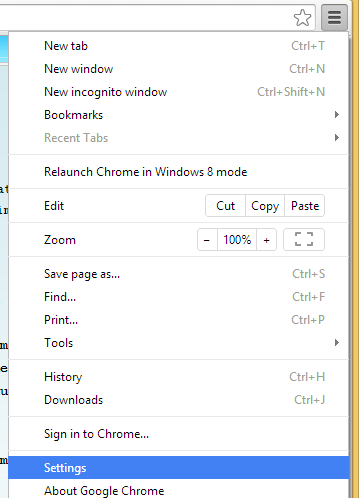 New tab Ctrl+T
New window Ctrl+N
New incognito window Ctrl+Shift+N
Bookmarks
Recent Tabs
Relaunch Chrome in Windows 8 mode
Edit Cut Copy Paste
Zoom − 100% +
Save page as... Ctrl+S
Find... Ctrl+F
Print... Ctrl+P
Tools
History Ctrl+H
Downloads Ctrl+J
Sign in to Chrome...
Settings
About Google Chrome